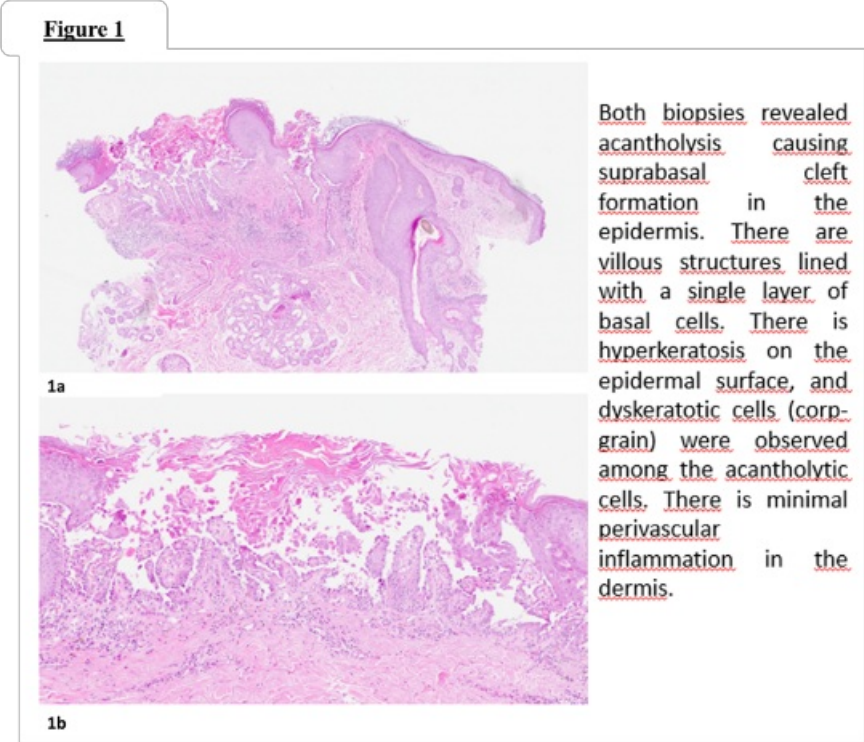 Figure 1
Both biopsies revealed
acantholysis causing
suprabasal cleft
formation in the
epidermis. There are
villous structures lined
with a single layer of
basal cells. There is
hyperkeratosis on the
epidermal surface, and
dyskeratotic cells (corp-
grain) were observed
among the acantholytic
cells. There is minimal
perivascular
inflammation in the
dermis.
1a
1b